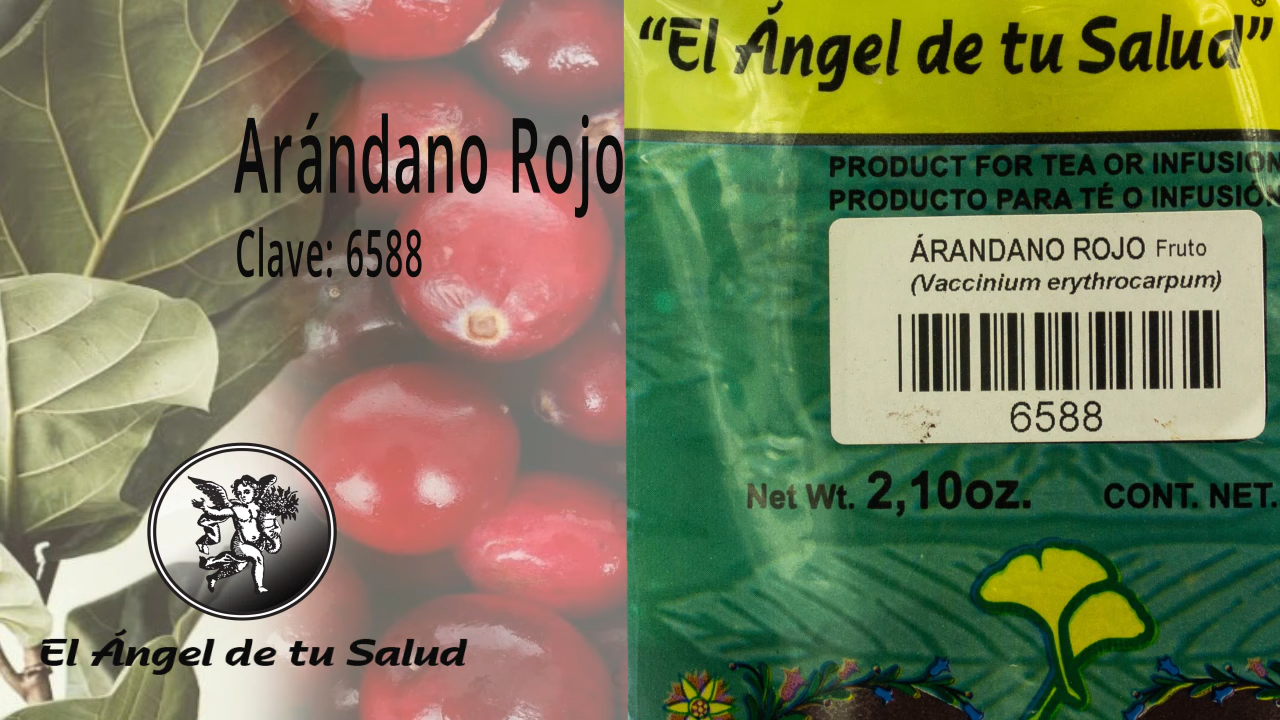 Arándano Rojo
Clave: 6588
El Ángel de tu Salud
“El Ángel de tu Salud”
PRODUCT FOR TEA OR INFUSION
PRODUCTO PARA TÉ O INFUSIÓN
ÁRANDANO ROJO Fruto
(Vaccinium erythrocarpum)
6588
Net Wt. 2,10oz. CONT. NET.